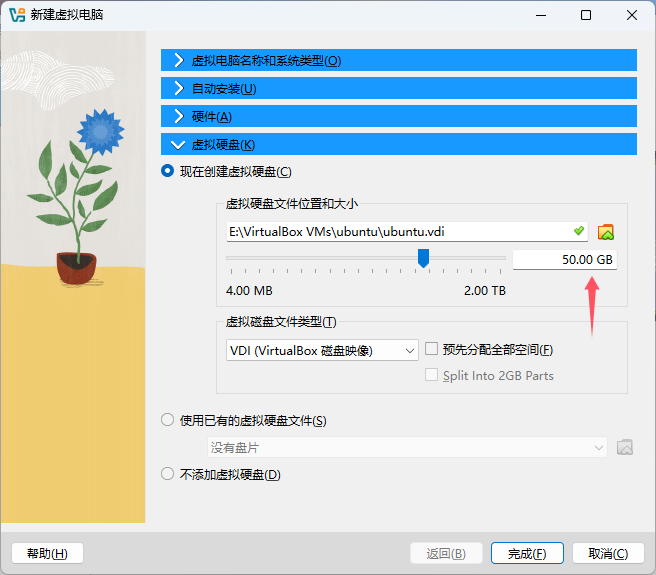 新建虚拟电脑
虚拟电脑名称和系统类型(O)
自动安装(U)
硬件(A)
虚拟硬盘(K)
现在创建虚拟硬盘(C)
虚拟硬盘文件位置和大小
E:\VirtualBox VMs\ubuntu\ubuntu.vdi
50.00 GB
4.00 MB 2.00 TB
虚拟磁盘文件类型(T)
VDI (VirtualBox 磁盘映像) 预先分配全部空间(F)
Split Into 2GB Parts
使用已有的虚拟硬盘文件(S)
没有盘片
不添加虚拟硬盘(D)
帮助(H) 返回(B) 完成(F) 取消(C)